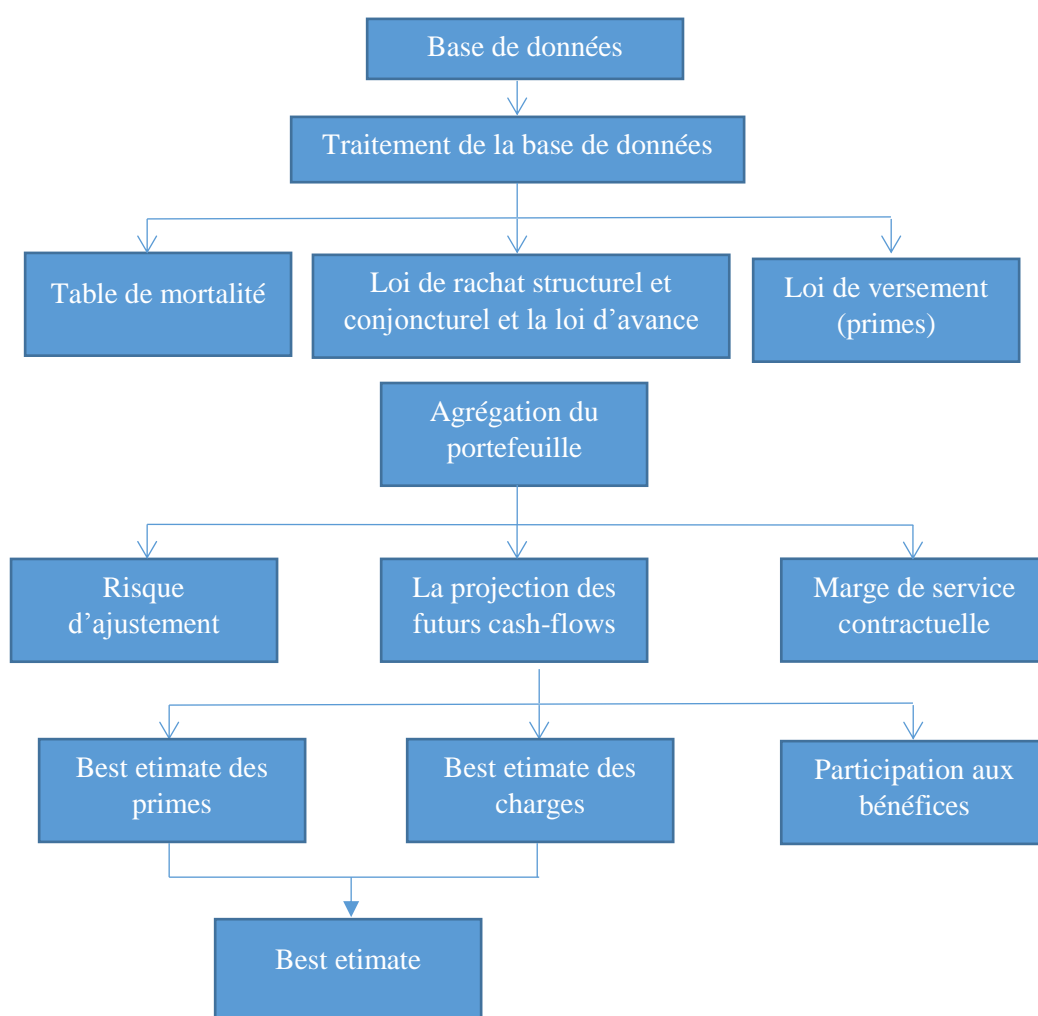 Base de données
Traitement de la base de données
Table de mortalité
Loi de rachat structurel et
conjoncturel et la loi d’avance
Loi de versement
(primes)
Agrégation du
portefeuille
Risque
d’ajustement
La projection des
futurs cash-flows
Marge de service
contractuelle
Best etimate des
primes
Best etimate des
charges
Participation aux
bénéfices
Best etimate